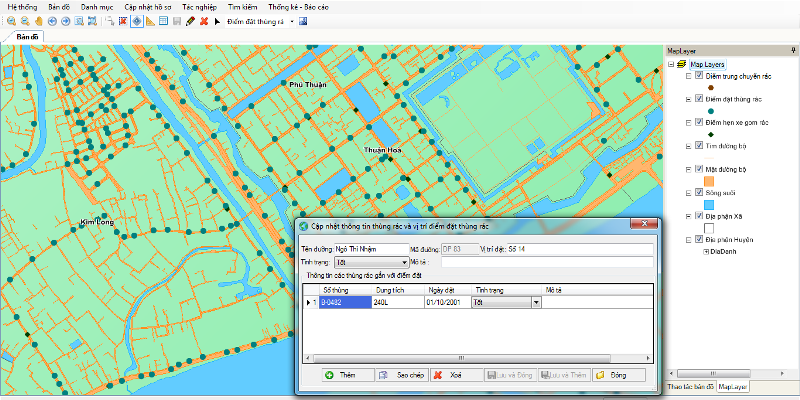 Hệ thống Bản đồ Danh mục Cập nhật hồ sơ Tác nghiệp Tìm kiếm Thống kê - Báo cáo
Điểm đặt thùng rá
Bản đồ
MapLayer
Map Layers
Điểm trung chuyển rác
Điểm đặt thùng rác
Điểm hẹn xe gom rác
Tim đường bộ
Mặt đường bộ
Sông suối
Địa phận Xã
Địa phận Huyện
DiaDanh
Phú Thuận
Thuận Hoà
Kim Long
Cập nhật thông tin thùng rác và vị trí điểm đặt thùng rác
Tên đường: Ngô Thì Nhậm Mã đường: DP 83 Vị trí đặt: Số 14
Tình trạng: Tốt Mô tả :
Thông tin các thùng rác gắn với điểm đặt
Số thùng Dung tích Ngày đặt Tình trạng Mô tả
1 B-0482 240L 01/10/2001 Tốt
Thêm Sao chép Xoá Lưu và Đóng Lưu và Thêm Đóng
Thao tác bản đồ MapLayer